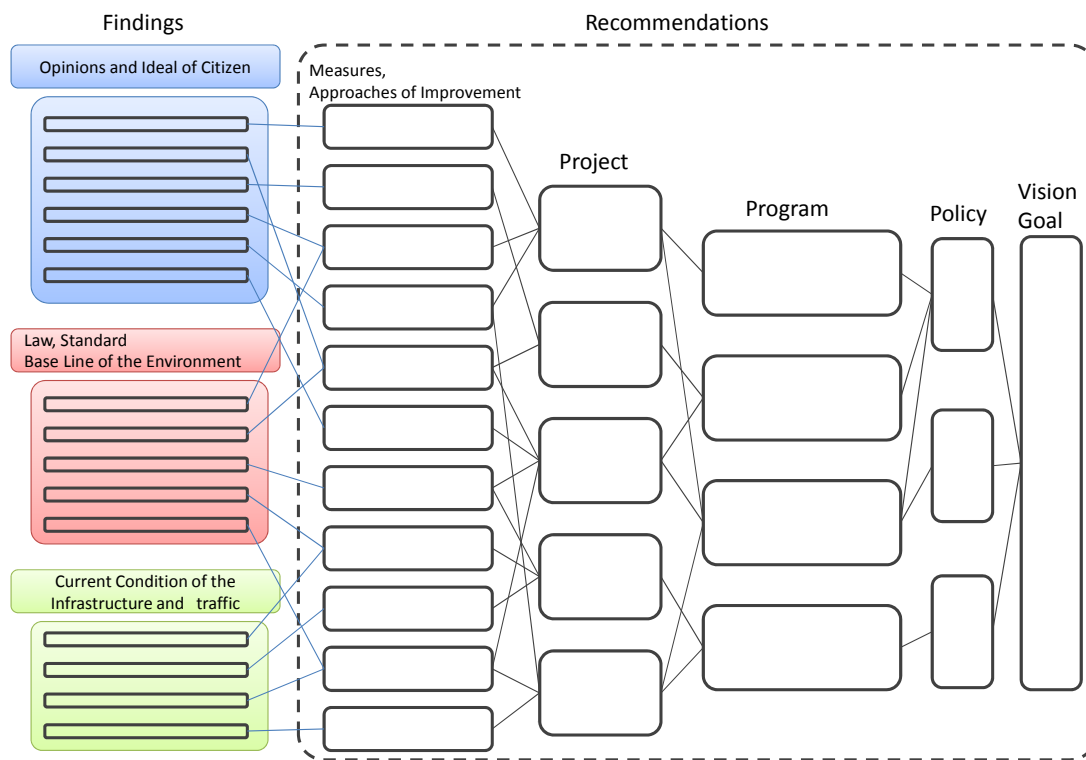 Findings
Recommendations
Opinions and Ideal of Citizen
Measures,
Approaches of Improvement
Project
Program
Policy
Vision
Goal
Law, Standard
Base Line of the Environment
Current Condition of the
Infrastructure and traffic